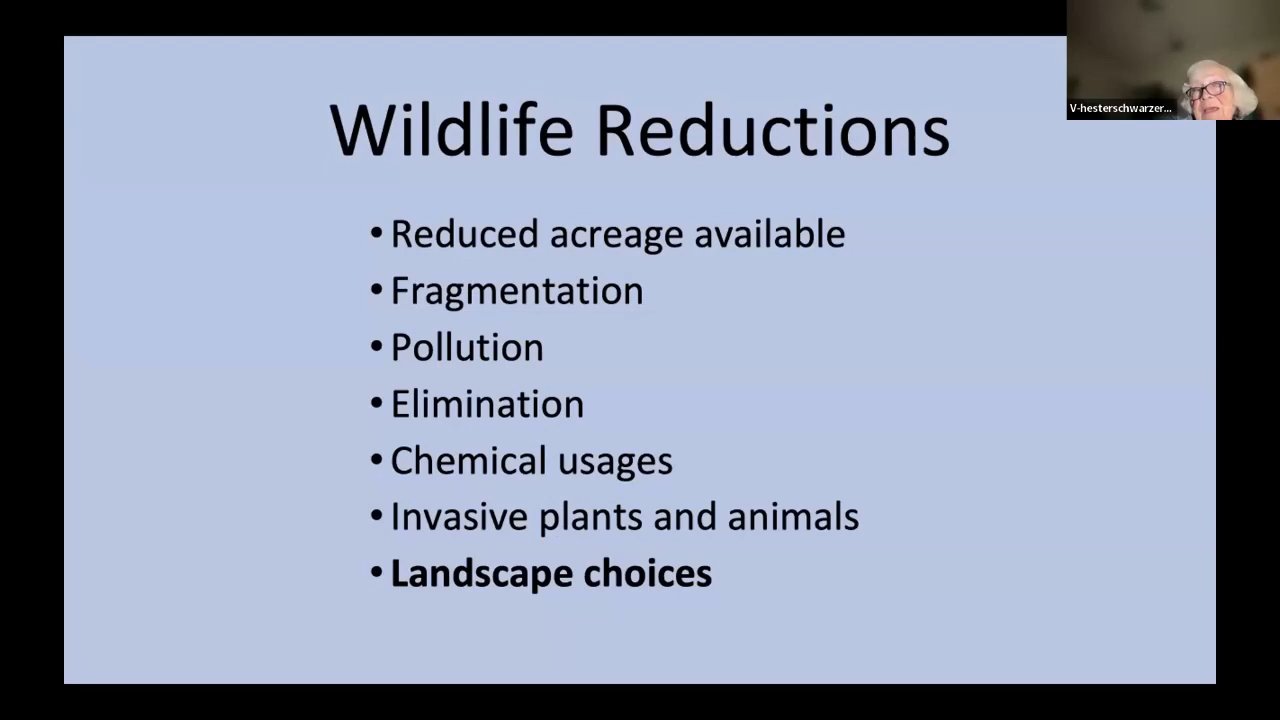 Wildlife Reductions
• Reduced acreage available
• Fragmentation
• Pollution
• Elimination
• Chemical usages
• Invasive plants and animals
• Landscape choices
V-hesterschwarzer...